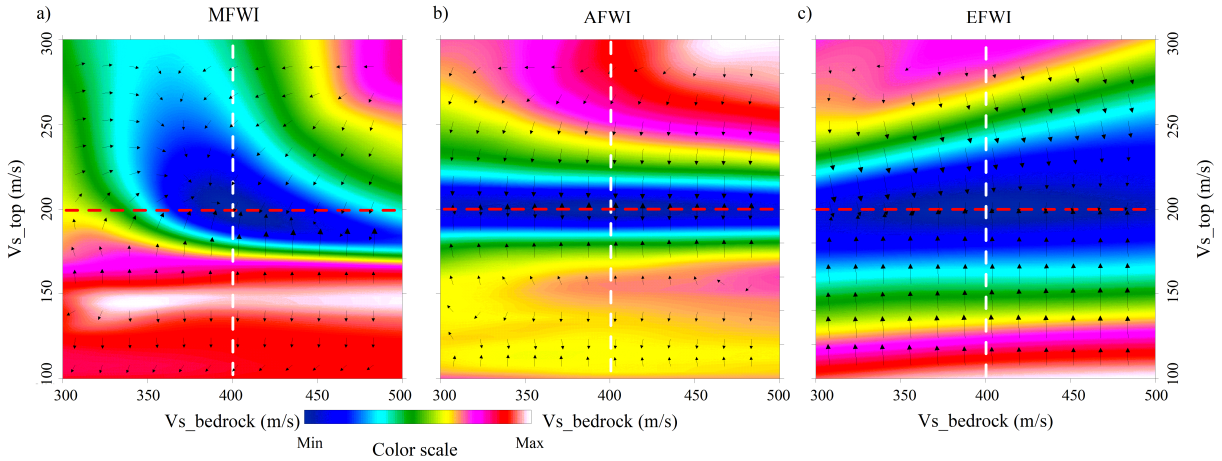 a) MFWI
b) AFWI
c) EFWI
Vs_top (m/s)
300
250
200
150
100
300 350 400 450 500
300 350 400 450 500
300 350 400 450 500
300
250
200
150
100
Vs_top (m/s)
Vs_bedrock (m/s)
Vs_bedrock (m/s)
Vs_bedrock (m/s)
Min Max
Color scale